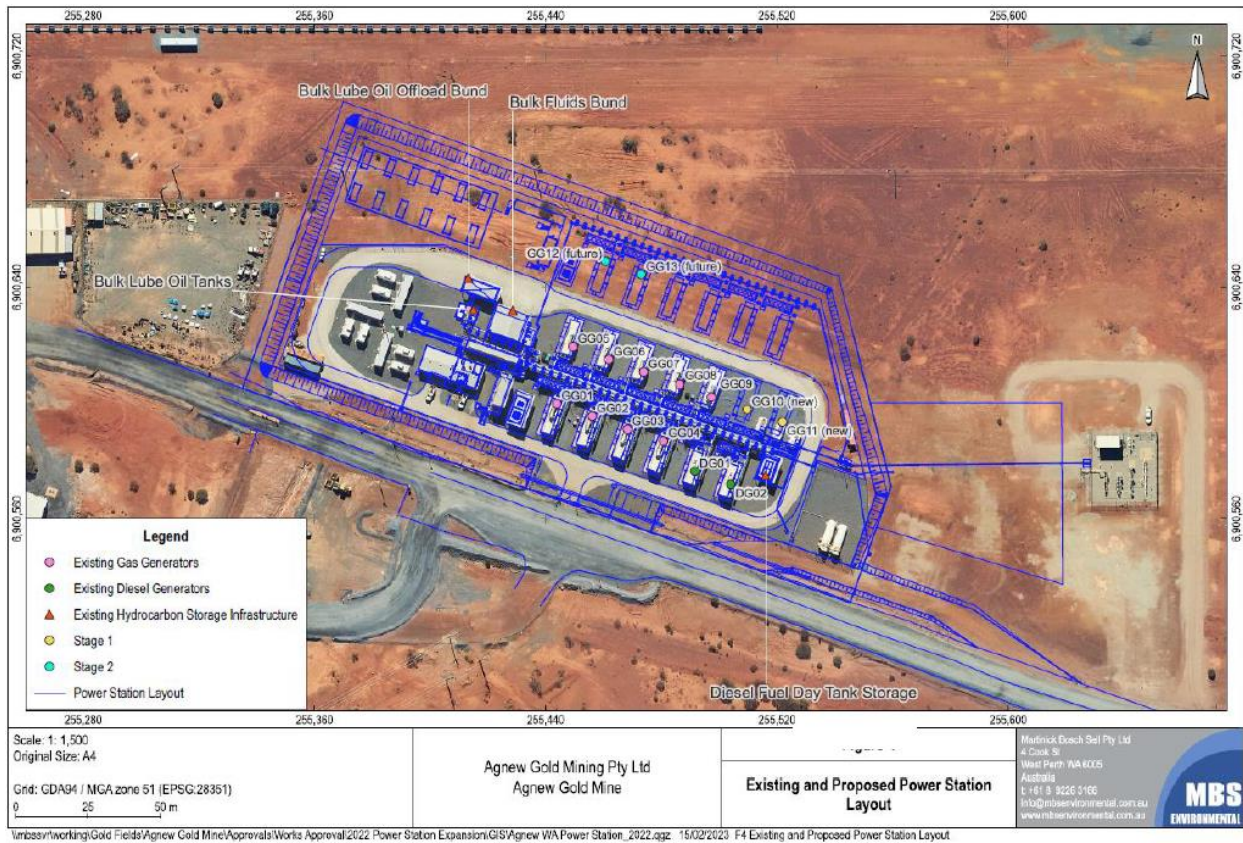 255,280 255,360 255,440 255,520 255,600
6,900,720 6,900,720
N
Bulk Lube Oil Offload Bund
Bulk Fluids Bund
GG12 (future)
GG13 (future)
6,900,640 6,900,640
Bulk Lube Oil Tanks
GG05
GG06
GG07
GG08
GG09
GG10 (new)
GG11 (new)
GG01
GG02
GG03
GG04
DG01
DG02
6,900,560 6,900,560
Legend
Existing Gas Generators
Existing Diesel Generators
Existing Hydrocarbon Storage Infrastructure
Stage 1
Stage 2
Power Station Layout
Diesel Fuel Day Tank Storage
255,280 255,360 255,440 255,520 255,600
Scale: 1: 1,500
Original Size: A4
Grid: GDA94 / MGA zone 51 (EPSG:28351)
0 25 50 m
Agnew Gold Mining Pty Ltd
Agnew Gold Mine
Existing and Proposed Power Station
Layout
Martinick Bosch Sell Pty Ltd
4 Cook St
West Perth WA 6005
Australia
t: +61 8 9226 3166
info@mbsenvironmental.com.au
www.mbsenvironmental.com.au
MBS
ENVIRONMENTAL
\\mbssvr\working\Gold Fields\Agnew Gold Mine\Approvals\Works Approval\2022 Power Station Expansion\GIS\Agnew WA Power Station_2022.qgz 15/02/2023 F4 Existing and Proposed Power Station Layout